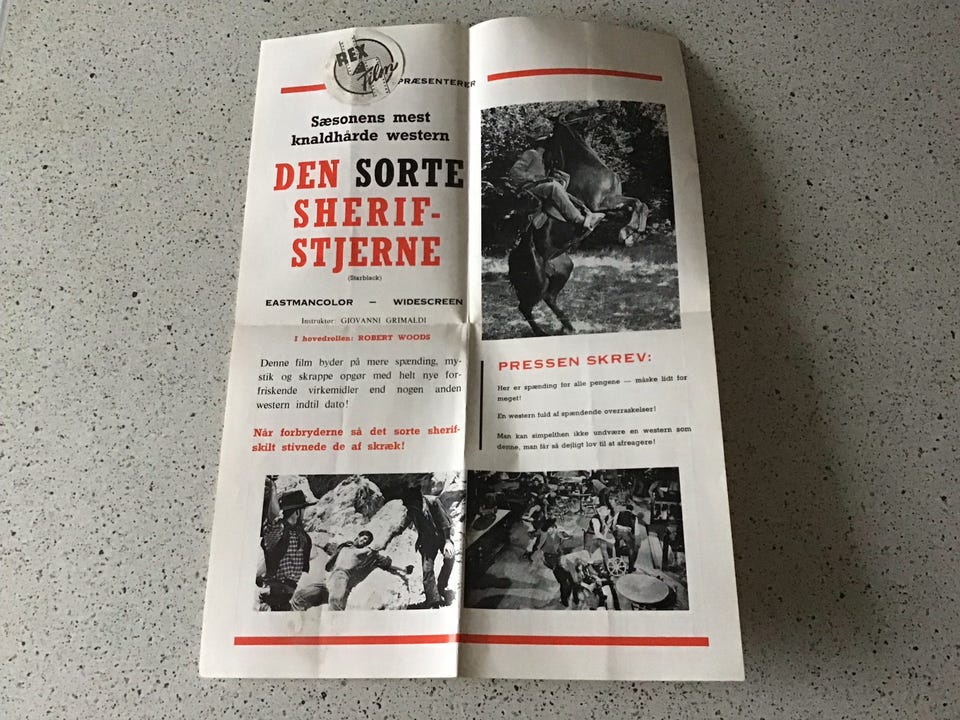 REX
Film
PRÆSENTERER
Sæsonens mest
knaldhårde western
DEN SORTE
SHERIF-
STJERNE
(Starblack)
EASTMANCOLOR – WIDESCREEN
Instruktør: GIOVANNI GRIMALDI
I hovedrollen: ROBERT WOODS
Denne film byder på mere spænding, my-
stik og skrappe opgør med helt nye for-
friskende virkemidler end nogen anden
western indtil dato!
Når forbryderne så det sorte sherif-
skilt stivnede de af skræk!
PRESSEN SKREV:
Her er spænding for alle pengene — måske lidt for
meget!
En western fuld af spændende overraskelser!
Man kan simpelthen ikke undvære en western som
denne, man får så dejligt lov til at afreagere!